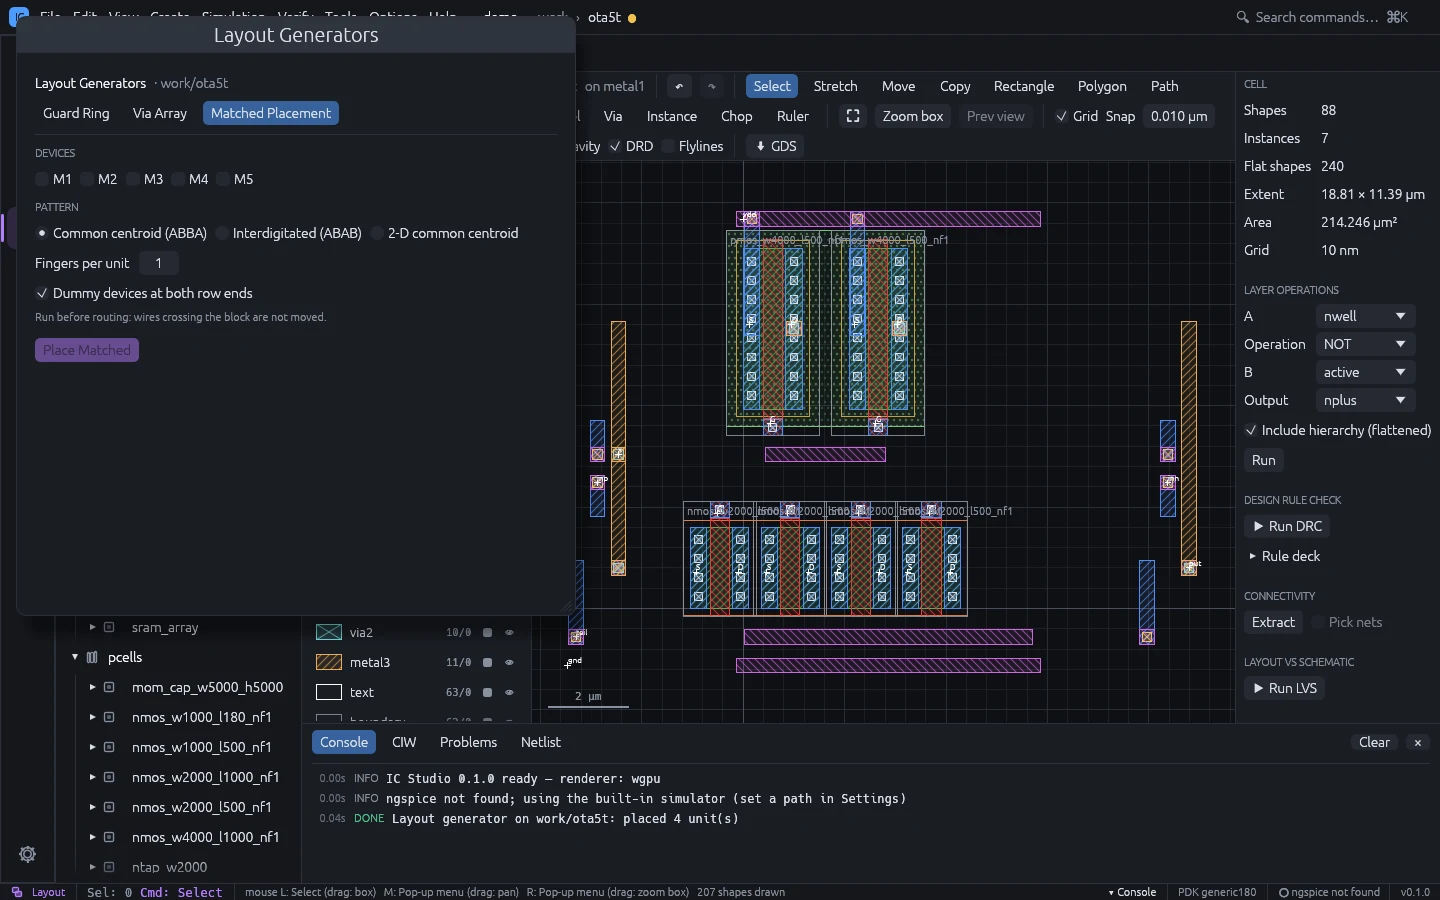 ota5t
Search commands... ⌘K
Layout Generators
Layout Generators · work/ota5t
Guard Ring Via Array Matched Placement
DEVICES
M1 M2 M3 M4 M5
PATTERN
Common centroid (ABBA) Interdigitated (ABAB) 2-D common centroid
Fingers per unit 1
Dummy devices at both row ends
Run before routing: wires crossing the block are not moved.
Place Matched
on metal1 Select Stretch Move Copy Rectangle Polygon Path
Via Instance Chop Ruler Zoom box Prev view Grid Snap 0.010 µm
DRD Flylines GDS
2 µm
gnd
CELL
Shapes 88
Instances 7
Flat shapes 240
Extent 18.81 × 11.39 µm
Area 214.246 µm²
Grid 10 nm
LAYER OPERATIONS
A nwell
Operation NOT
B active
Output nplus
Include hierarchy (flattened)
Run
DESIGN RULE CHECK
Run DRC
Rule deck
CONNECTIVITY
Extract Pick nets
LAYOUT VS SCHEMATIC
Run LVS
sram_array
pcells
mom_cap_w5000_h5000
nmos_w1000_l180_nf1
nmos_w1000_l500_nf1
nmos_w2000_l1000_nf1
nmos_w2000_l500_nf1
nmos_w4000_l1000_nf1
ntap_w2000
via2 10/0
metal3 11/0
text 63/0
Console CIW Problems Netlist Clear ×
0.00s INFO IC Studio 0.1.0 ready — renderer: wgpu
0.00s INFO ngspice not found; using the built-in simulator (set a path in Settings)
0.04s DONE Layout generator on work/ota5t: placed 4 unit(s)
Layout Sel: 0 Cmd: Select mouse L: Select (drag: box) M: Pop-up menu (drag: pan) R: Pop-up menu (drag: zoom box) 207 shapes drawn Console PDK generic180 ngspice not found v0.1.0